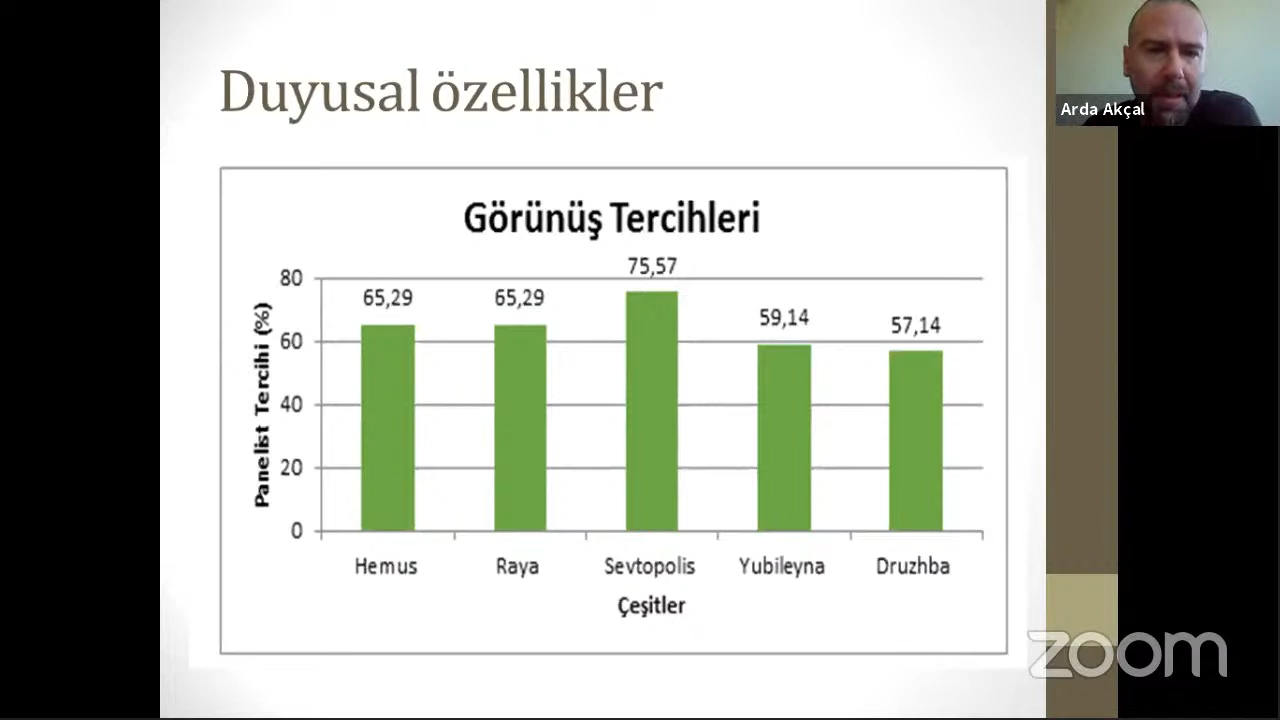 Duyusal özellikler
Arda Akçal
Görünüş Tercihleri
Panelist Tercihi (%)
80
60
40
20
0
65,29
65,29
75,57
59,14
57,14
Hemus
Raya
Sevtopolis
Yubileyna
Druzhba
Çeşitler
zoom